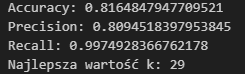 Accuracy: 0.8164847947709521
Precision: 0.8094518397953845
Recall: 0.9974928366762178
Najlepsza wartość k: 29